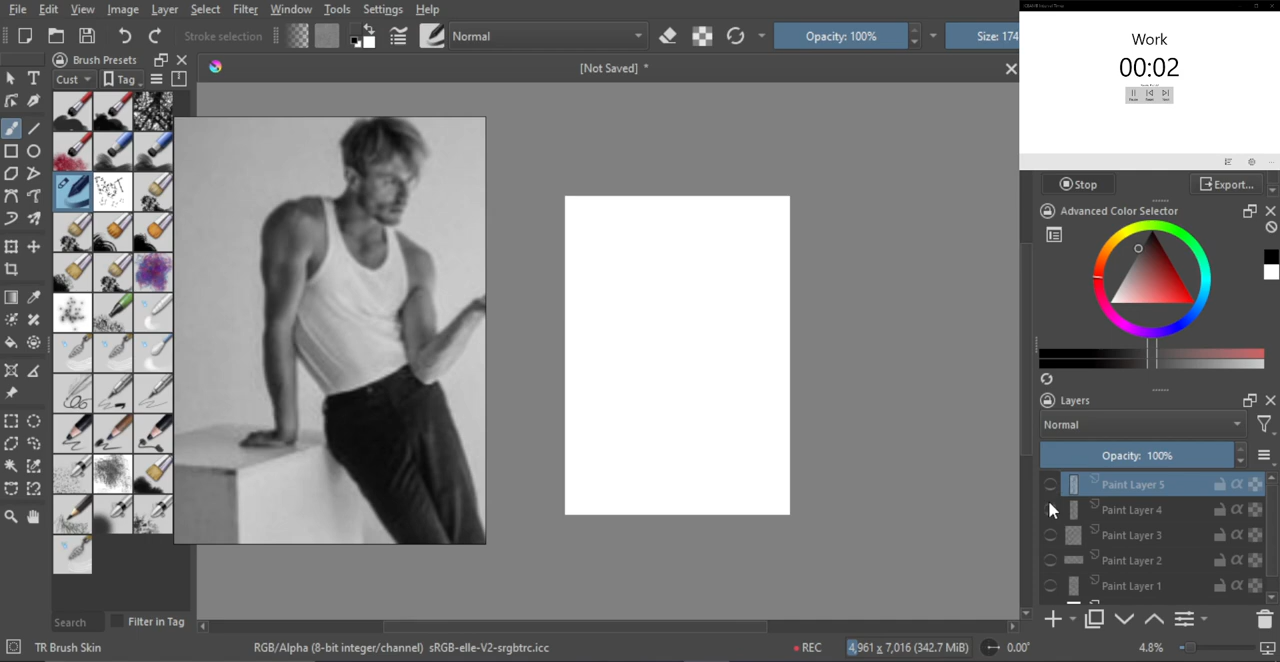 File Edit View Image Layer Select Filter Window Tools Settings Help
Stroke selection Normal Opacity: 100% Size: 174
Brush Presets
[Not Saved] *
Cust Tag
Work
00:02
Stop Export...
Advanced Color Selector
Layers
Normal
Opacity: 100%
Paint Layer 5
Paint Layer 4
Paint Layer 3
Paint Layer 2
Paint Layer 1
Search Filter in Tag
TR Brush Skin RGB/Alpha (8-bit integer/channel) sRGB-elle-V2-srgbtrc.icc REC 4,961 x 7,016 (342.7 MiB) 0.00° 4.8%